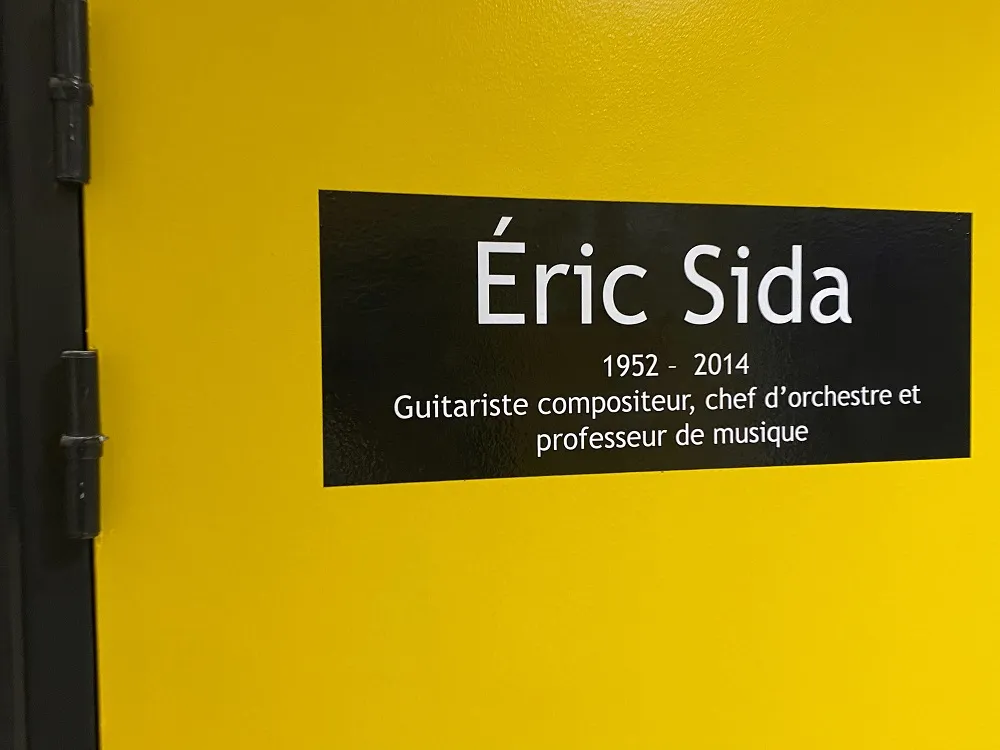 Éric Sida
1952 - 2014
Guitariste compositeur, chef d’orchestre et
professeur de musique